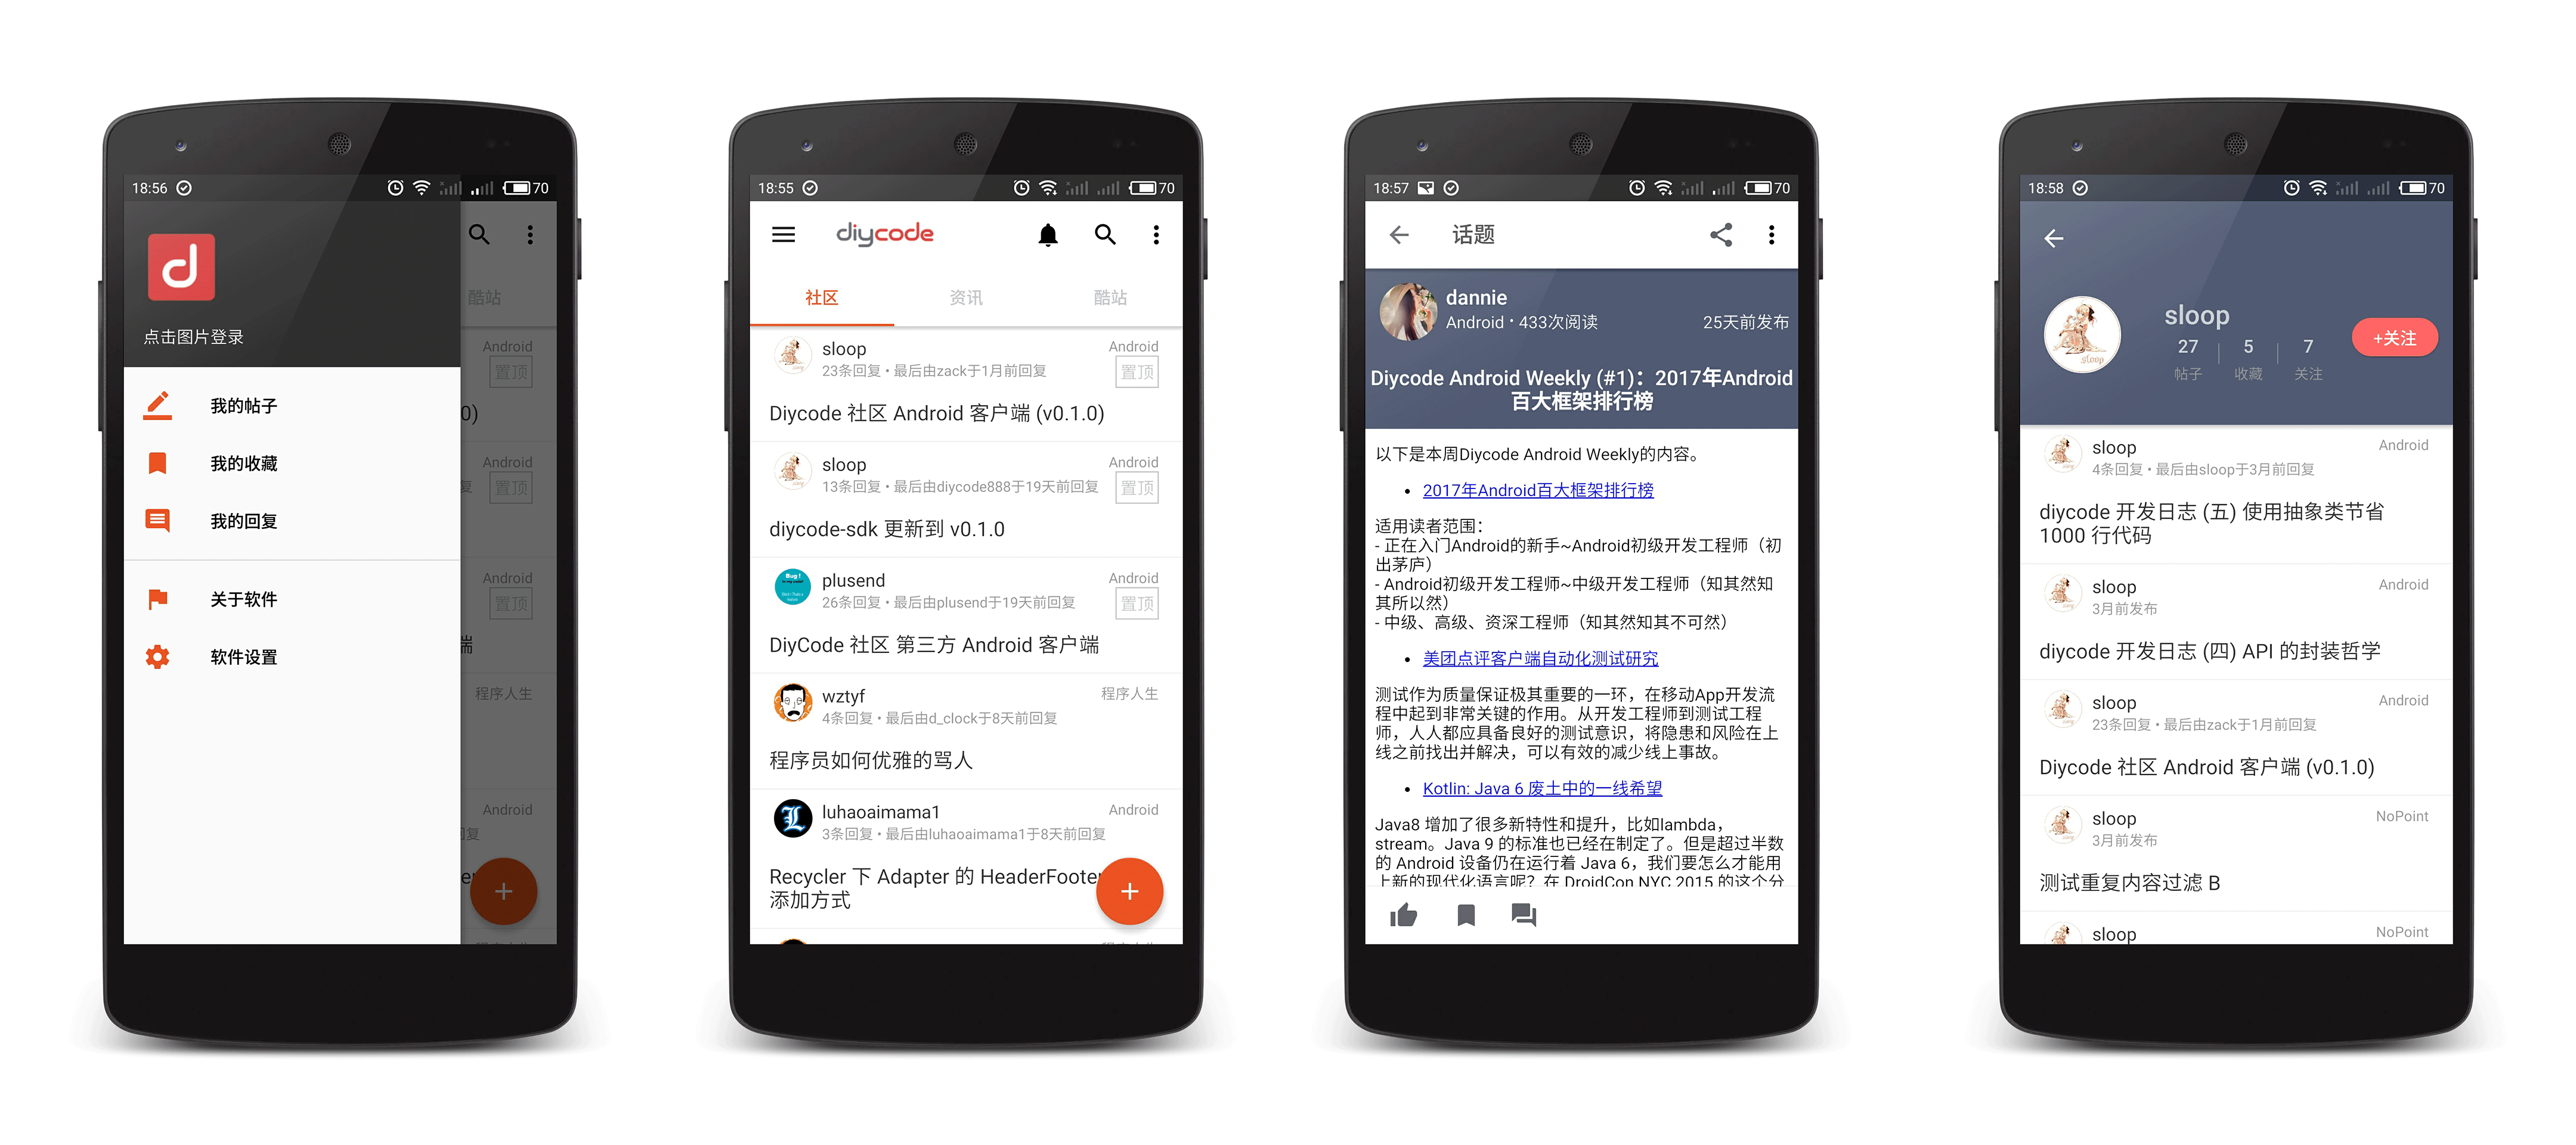 18:56
70
点击图片登录
我的帖子
我的收藏
我的回复
关于软件
软件设置
酷站
Android
置顶
0)
Android
复
置顶
Android
置顶
端
程序人生
Android
复
18:55
70
diycode
社区
资讯
酷站
sloop
Android
23条回复 • 最后由zack于1月前回复
置顶
Diycode 社区 Android 客户端 (v0.1.0)
sloop
Android
13条回复 • 最后由diycode888于19天前回复
置顶
diycode-sdk 更新到 v0.1.0
plusend
Android
26条回复 • 最后由plusend于19天前回复
置顶
DiyCode 社区 第三方 Android 客户端
wztyf
程序人生
4条回复 • 最后由d_clock于8天前回复
程序员如何优雅的骂人
luhaoaimama1
Android
3条回复 • 最后由luhaoaimama1于8天前回复
Recycler 下 Adapter 的 HeaderFooter
添加方式
18:57
70
话题
dannie
Android • 433次阅读
25天前发布
Diycode Android Weekly (#1)：2017年Android
百大框架排行榜
以下是本周Diycode Android Weekly的内容。
• 2017年Android百大框架排行榜
适用读者范围：
- 正在入门Android的新手~Android初级开发工程师（初
出茅庐）
- Android初级开发工程师~中级开发工程师（知其然知
其所以然）
- 中级、高级、资深工程师（知其然知其不可然）
• 美团点评客户端自动化测试研究
测试作为质量保证极其重要的一环，在移动App开发流
程中起到非常关键的作用。从开发工程师到测试工程
师，人人都应具备良好的测试意识，将隐患和风险在上
线之前找出并解决，可以有效的减少线上事故。
• Kotlin: Java 6 废土中的一线希望
Java8 增加了很多新特性和提升，比如lambda，
stream。Java 9 的标准也已经在制定了。但是超过半数
的 Android 设备仍在运行着 Java 6，我们要怎么才能用
上新的现代化语言呢？在 DroidCon NYC 2015 的这个分
18:58
70
sloop
27
5
7
帖子
收藏
关注
+关注
sloop
Android
4条回复 • 最后由sloop于3月前回复
diycode 开发日志 (五) 使用抽象类节省
1000 行代码
sloop
Android
3月前发布
diycode 开发日志 (四) API 的封装哲学
sloop
Android
23条回复 • 最后由zack于1月前回复
Diycode 社区 Android 客户端 (v0.1.0)
sloop
NoPoint
3月前发布
测试重复内容过滤 B
sloop
NoPoint